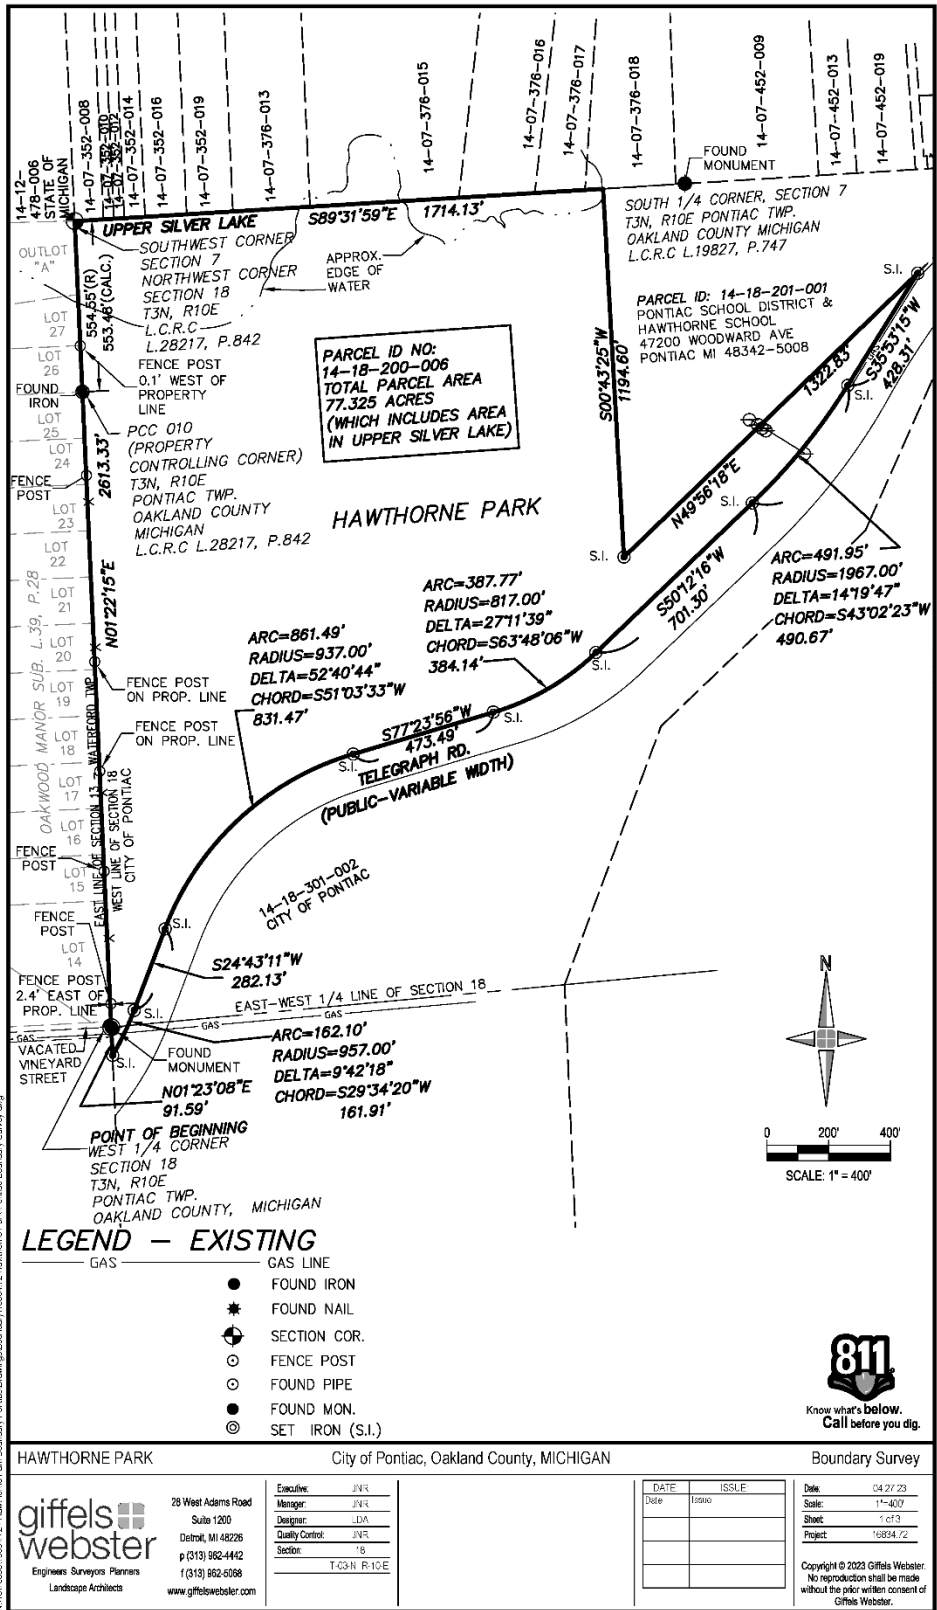 14-12-
478-006
STATE OF
MICHIGAN
14-07-352-008
14-07-352-010
14-07-352-012
14-07-352-014
14-07-352-016
14-07-352-019
14-07-376-013
14-07-376-015
14-07-376-016
14-07-376-017
14-07-376-018
14-07-452-009
14-07-452-013
14-07-452-019
FOUND
MONUMENT
UPPER SILVER LAKE
S89°31'59"E 1714.13'
SOUTH 1/4 CORNER, SECTION 7
T3N, R10E PONTIAC TWP.
OAKLAND COUNTY MICHIGAN
L.C.R.C L.19827, P.747
OUTLOT
"A"
SOUTHWEST CORNER
SECTION 7
NORTHWEST CORNER
SECTION 18
T3N, R10E
L.C.R.C
L.28217, P.842
APPROX.
EDGE OF
WATER
554.55'(R)
553.48'(CALC.)
S.I.
PARCEL ID: 14-18-201-001
PONTIAC SCHOOL DISTRICT &
HAWTHORNE SCHOOL
47200 WOODWARD AVE
PONTIAC MI 48342-5008
LOT
27
LOT
26
FENCE POST
0.1' WEST OF
PROPERTY
LINE
PARCEL ID NO:
14-18-200-006
TOTAL PARCEL AREA
77.325 ACRES
(WHICH INCLUDES AREA
IN UPPER SILVER LAKE)
S00°43'25"W
1194.60'
1322.83'
N49°56'18"E
S35°53'15"W
428.31'
S.I.
FOUND
IRON
LOT
25
PCC 010
(PROPERTY
CONTROLLING CORNER)
T3N, R10E
PONTIAC TWP.
OAKLAND COUNTY
MICHIGAN
L.C.R.C L.28217, P.842
LOT
24
FENCE
POST
2613.33'
LOT
23
HAWTHORNE PARK
S.I.
S.I.
LOT
22
N01°22'15"E
ARC=491.95'
RADIUS=1967.00'
DELTA=14°19'47"
CHORD=S43°02'23"W
490.67'
ARC=387.77'
RADIUS=817.00'
DELTA=27°11'39"
CHORD=S63°48'06"W
384.14'
S50°12'16"W
701.30'
S.I.
LOT
21
OAKWOOD MANOR SUB. L.39, P.28
LOT
20
ARC=861.49'
RADIUS=937.00'
DELTA=52°40'44"
CHORD=S51°03'33"W
831.47'
FENCE POST
ON PROP. LINE
LOT
19
FENCE POST
ON PROP. LINE
LOT
18
S77°23'56"W
473.49'
S.I.
S.I.
TELEGRAPH RD.
(PUBLIC-VARIABLE WIDTH)
LOT
17
EAST LINE OF SECTION 13 WATERFORD TWP.
WEST LINE OF SECTION 18
CITY OF PONTIAC
LOT
16
FENCE
POST
LOT
15
14-18-301-002
CITY OF PONTIAC
FENCE
POST
S.I.
LOT
14
S24°43'11"W
282.13'
FENCE POST
2.4' EAST OF
PROP. LINE
EAST-WEST 1/4 LINE OF SECTION 18
S.I.
GAS
GAS
GAS
VACATED
VINEYARD
STREET
S.I.
FOUND
MONUMENT
ARC=162.10'
RADIUS=957.00'
DELTA=9°42'18"
CHORD=S29°34'20"W
161.91'
N01°23'08"E
91.59'
POINT OF BEGINNING
WEST 1/4 CORNER
SECTION 18
T3N, R10E
PONTIAC TWP.
OAKLAND COUNTY, MICHIGAN
N
0 200' 400'
SCALE: 1" = 400'
LEGEND - EXISTING
GAS GAS LINE
FOUND IRON
FOUND NAIL
SECTION COR.
FENCE POST
FOUND PIPE
FOUND MON.
SET IRON (S.I.)
811
Know what's below.
Call before you dig.
HAWTHORNE PARK City of Pontiac, Oakland County, MICHIGAN Boundary Survey
giffels
webster
Engineers Surveyors Planners
Landscape Architects
28 West Adams Road
Suite 1200
Detroit, MI 48226
p (313) 962-4442
f (313) 962-5068
www.giffelswebster.com
Executive: JNR
Manager: JNR
Designer: LDA
Quality Control: JNR
Section: 18
T-03-N R-10-E
DATE: ISSUE:
Date Issue
Date: 04.27.23
Scale: 1"=400'
Sheet: 1 of 3
Project: 16834.72
Copyright © 2023 Giffels Webster.
No reproduction shall be made
without the prior written consent of
Giffels Webster.